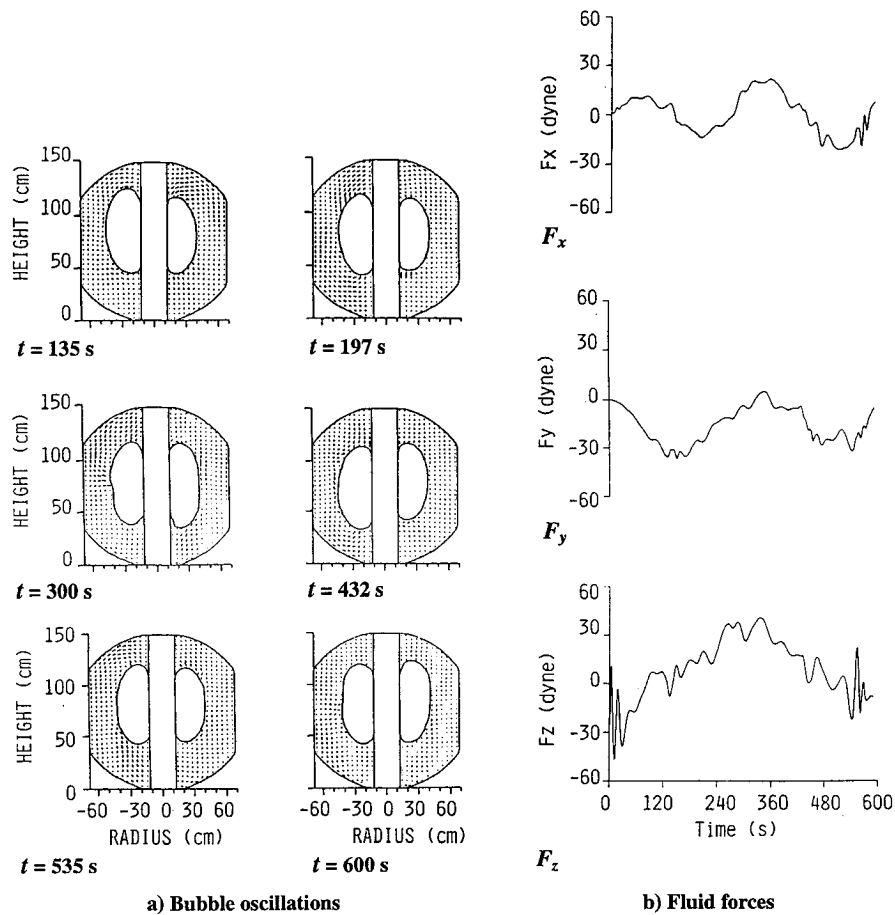 HEIGHT (cm)
150
100
50
0
t = 135 s
t = 197 s
HEIGHT (cm)
150
100
50
0
t = 300 s
t = 432 s
HEIGHT (cm)
150
100
50
0
-60 -30 0 30 60
RADIUS (cm)
t = 535 s
-60 -30 0 30 60
RADIUS (cm)
t = 600 s
a) Bubble oscillations
Fx (dyne)
60
30
0
-30
-60
Fx
Fy (dyne)
60
30
0
-30
-60
Fy
Fz (dyne)
60
30
0
-30
-60
0 120 240 360 480 600
Time (s)
Fz
b) Fluid forces